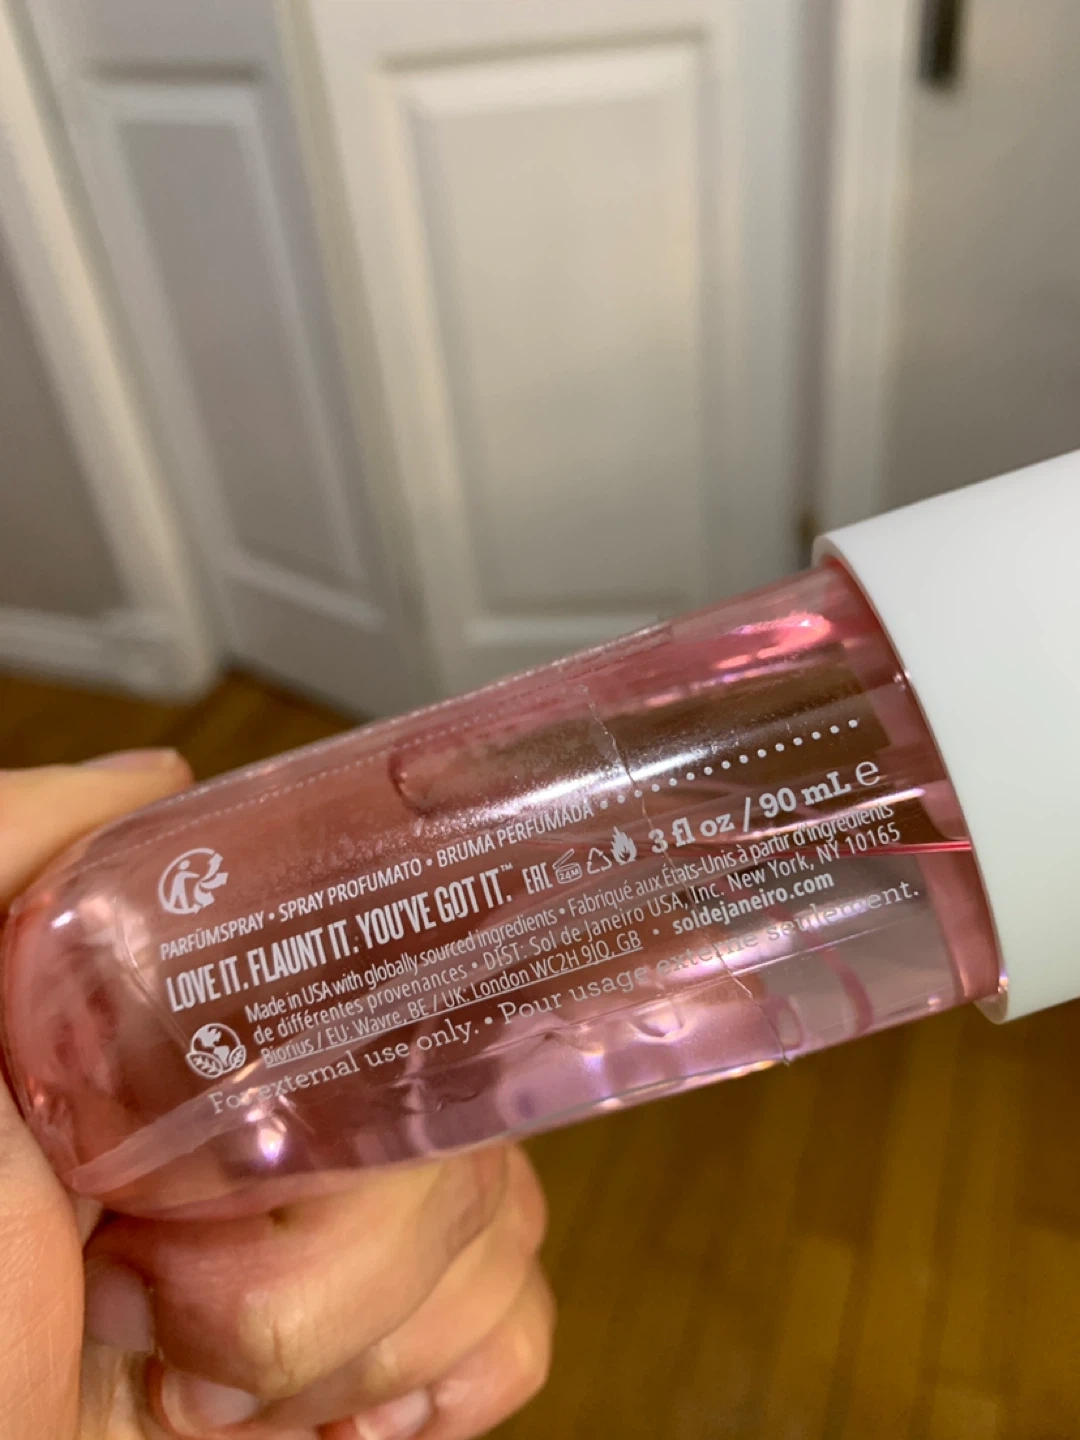 PARFÜMSPRAY • SPRAY PROFUMATO • BRUMA PERFUMADA
LOVE IT. FLAUNT IT. YOU'VE GOT IT.™ EAC 24M 3 fl oz / 90 mL e
Made in USA with globally sourced ingredients • Fabriqué aux États-Unis à partir d'ingrédients
de différentes provenances • DIST: Sol de Janeiro USA, Inc. New York, NY 10165
Biorius / EU: Wavre, BE / UK: London WC2H 9JQ, GB • soldejaneiro.com
For external use only. • Pour usage externe seulement.